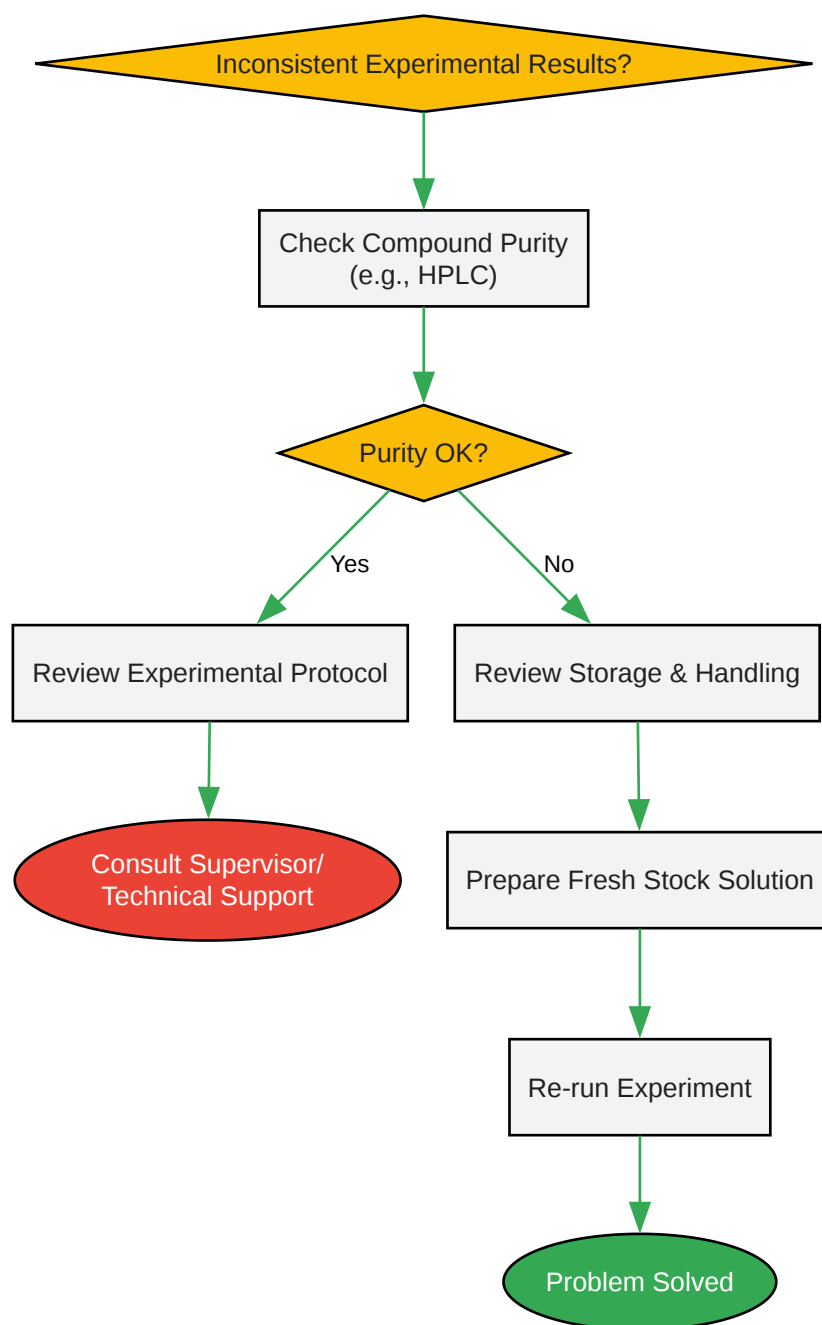 Inconsistent Experimental Results?
Check Compound Purity
(e.g., HPLC)
Purity OK?
Yes
No
Review Experimental Protocol
Review Storage & Handling
Consult Supervisor/
Technical Support
Prepare Fresh Stock Solution
Re-run Experiment
Problem Solved